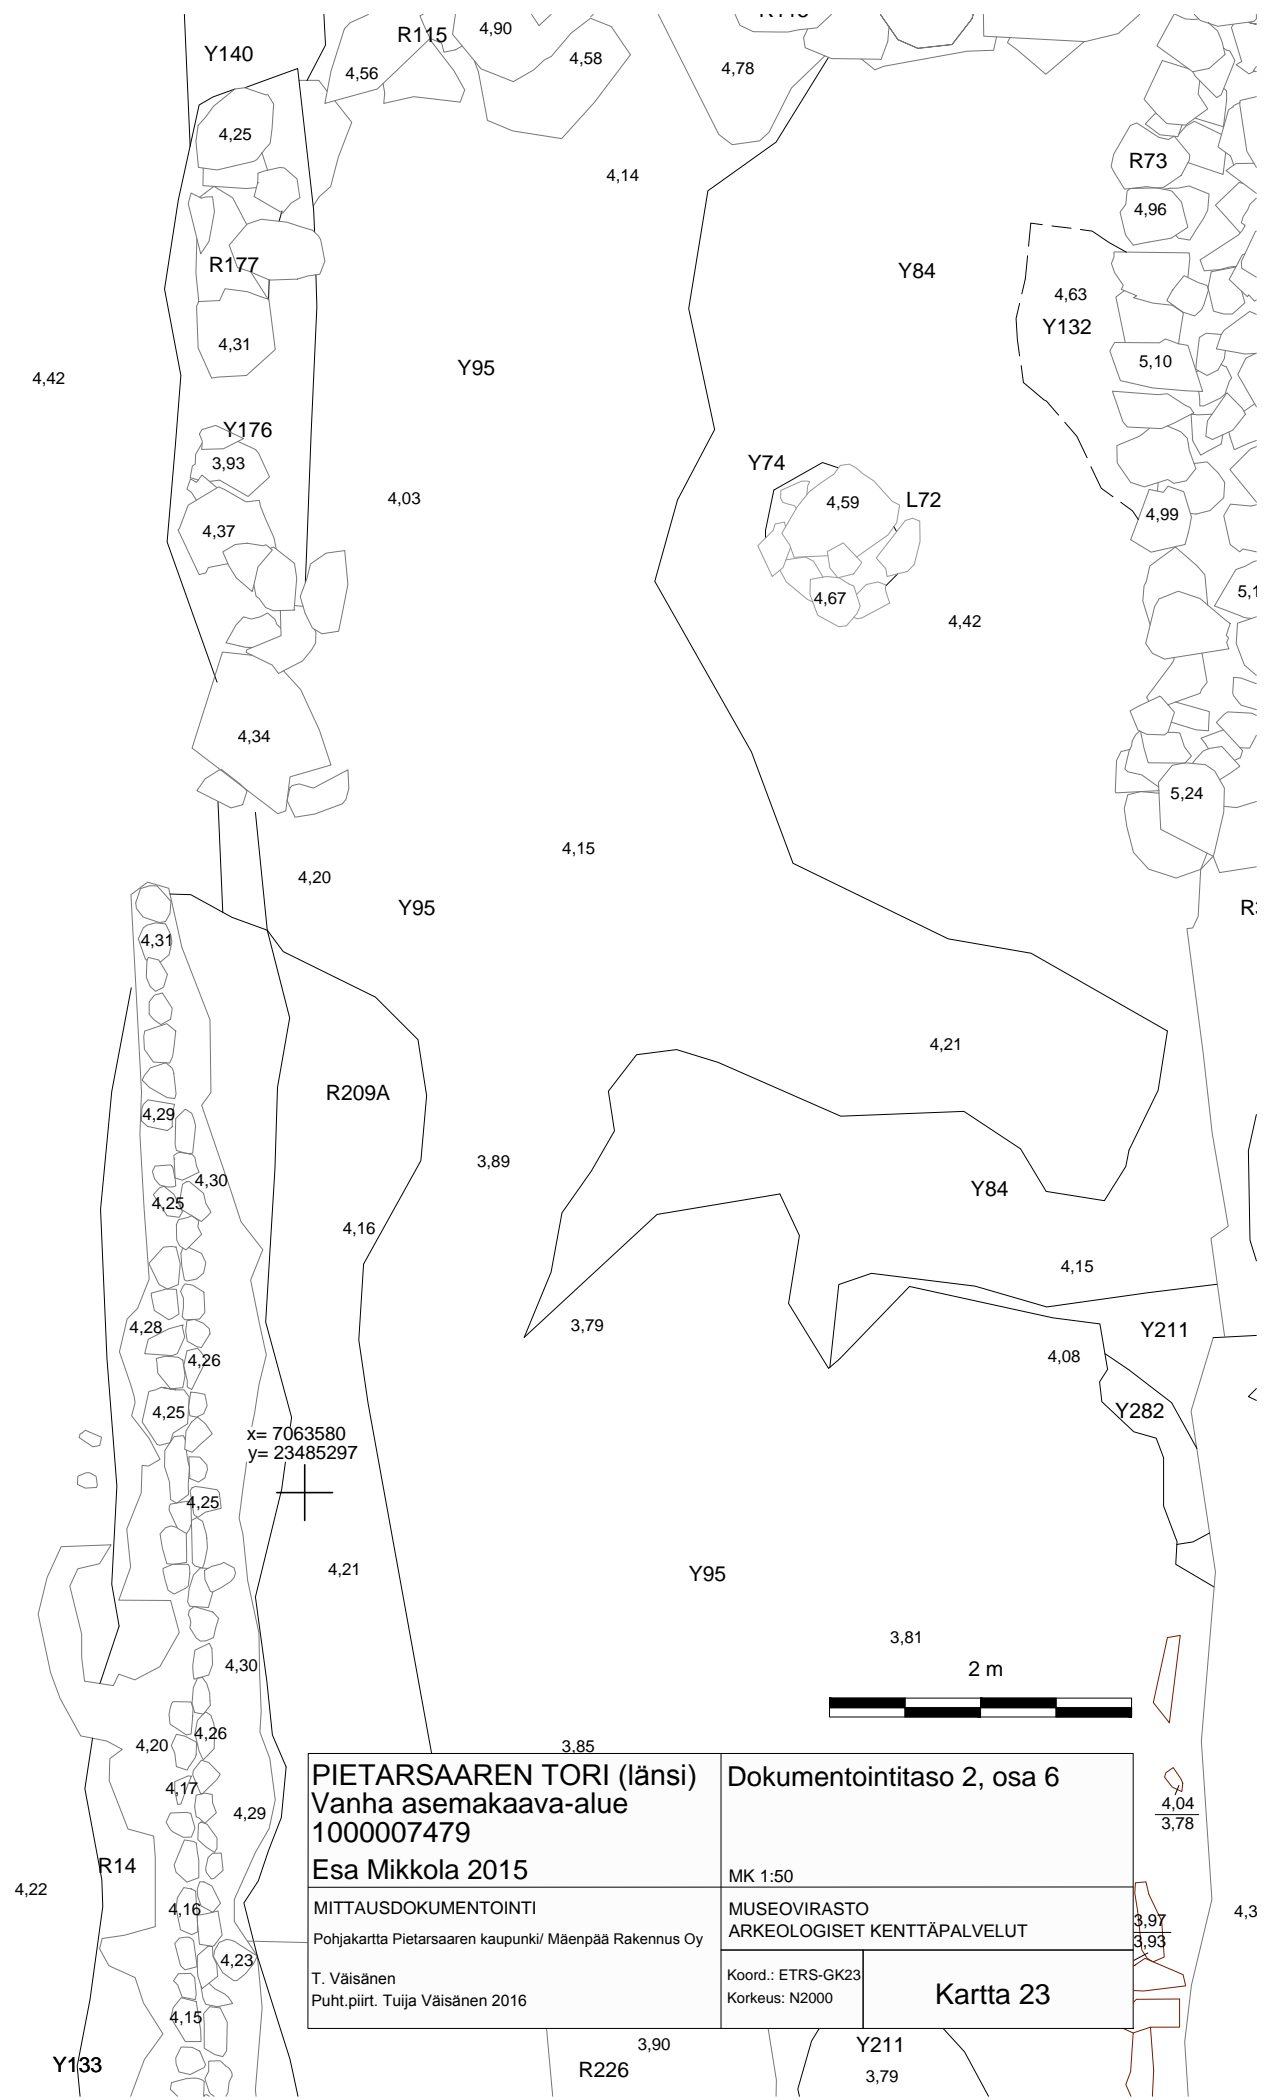 Y140
R115
4,90
4,56
4,58
4,78
4,25
4,14
R73
4,96
R177
Y84
4,63
Y132
4,31
5,10
4,42
Y95
Y176
3,93
4,03
Y74
4,59
L72
4,37
4,99
4,67
4,42
4,34
5,24
4,15
4,20
Y95
4,31
4,21
R209A
4,29
3,89
4,30
4,25
Y84
4,16
4,15
4,28
3,79
Y211
4,26
4,08
4,25
Y282
x= 7063580
y= 23485297
4,25
4,21
Y95
3,81
4,30
2 m
4,26
4,20
3,85
4,17
4,29
4,04
3,78
R14
4,22
4,16
3,97
3,93
4,23
4,15
Y133
PIETARSAAREN TORI (länsi)
Vanha asemakaava-alue
1000007479
Esa Mikkola 2015
Dokumentointitaso 2, osa 6
MK 1:50
MITTAUSDOKUMENTOINTI
Pohjakartta Pietarsaaren kaupunki/ Mäenpää Rakennus Oy
T. Väisänen
Puht.piirt. Tuija Väisänen 2016
MUSEOVIRASTO
ARKEOLOGISET KENTTÄPALVELUT
Koord.: ETRS-GK23
Korkeus: N2000
Kartta 23
3,90
R226
Y211
3,79